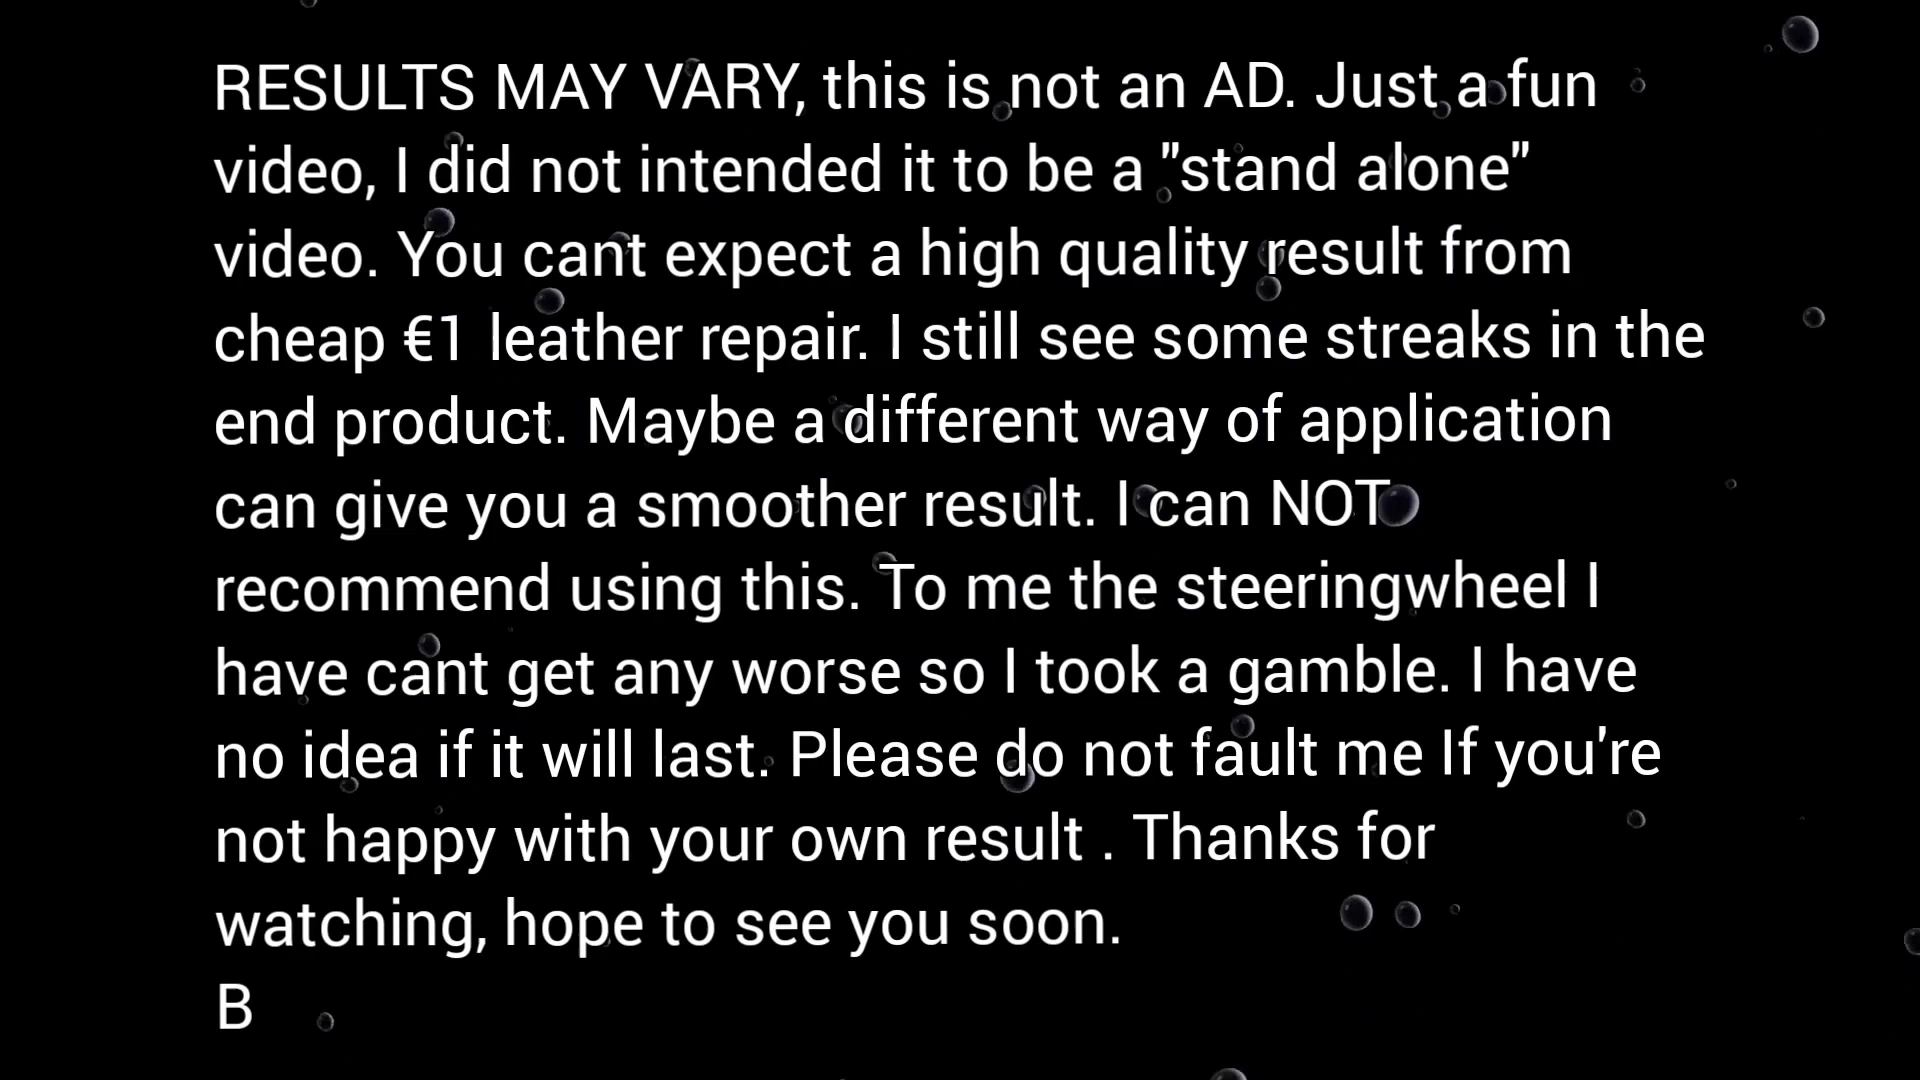 RESULTS MAY VARY, this is not an AD. Just a fun
video, I did not intended it to be a "stand alone"
video. You cant expect a high quality result from
cheap €1 leather repair. I still see some streaks in the
end product. Maybe a different way of application
can give you a smoother result. I can NOT
recommend using this. To me the steeringwheel I
have cant get any worse so I took a gamble. I have
no idea if it will last. Please do not fault me If you're
not happy with your own result . Thanks for
watching, hope to see you soon.
B